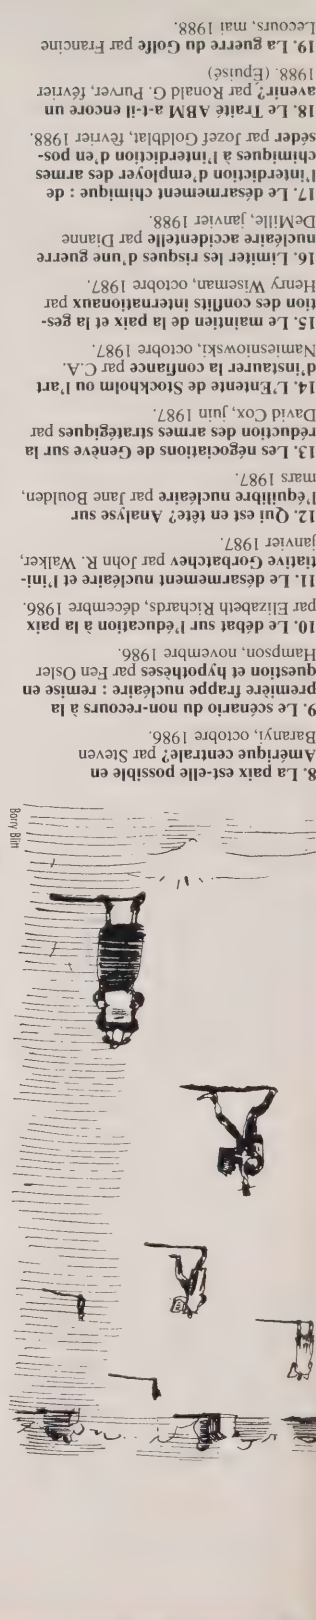 8. La paix est-elle possible en
Amérique centrale? par Steven
Baranyi, octobre 1986.
9. Le scénario du non-recours à la
première frappe nucléaire : remise en
question et hypothèses par Fen Osler
Hampson, novembre 1986.
10. Le débat sur l'éducation à la paix
par Elizabeth Richards, décembre 1986.
11. Le désarmement nucléaire et l'ini-
tiative Gorbatchev par John R. Walker,
janvier 1987.
12. Qui est en tête? Analyse sur
l'équilibre nucléaire par Jane Boulden,
mars 1987.
13. Les négociations de Genève sur la
réduction des armes stratégiques par
David Cox, juin 1987.
14. L'Entente de Stockholm ou l'art
d'instaurer la confiance par C.A.
Namiesniowski, octobre 1987.
15. Le maintien de la paix et la ges-
tion des conflits internationaux par
Henry Wiseman, octobre 1987.
16. Limiter les risques d'une guerre
nucléaire accidentelle par Dianne
DeMille, janvier 1988.
17. Le désarmement chimique : de
l'interdiction d'employer des armes
chimiques à l'interdiction d'en pos-
séder par Jozef Goldblat, février 1988.
18. Le Traité ABM a-t-il encore un
avenir? par Ronald G. Purver, février
1988. (Épuisé)
19. La guerre du Golfe par Francine
Lecours, mai 1988.
Barry Blitt